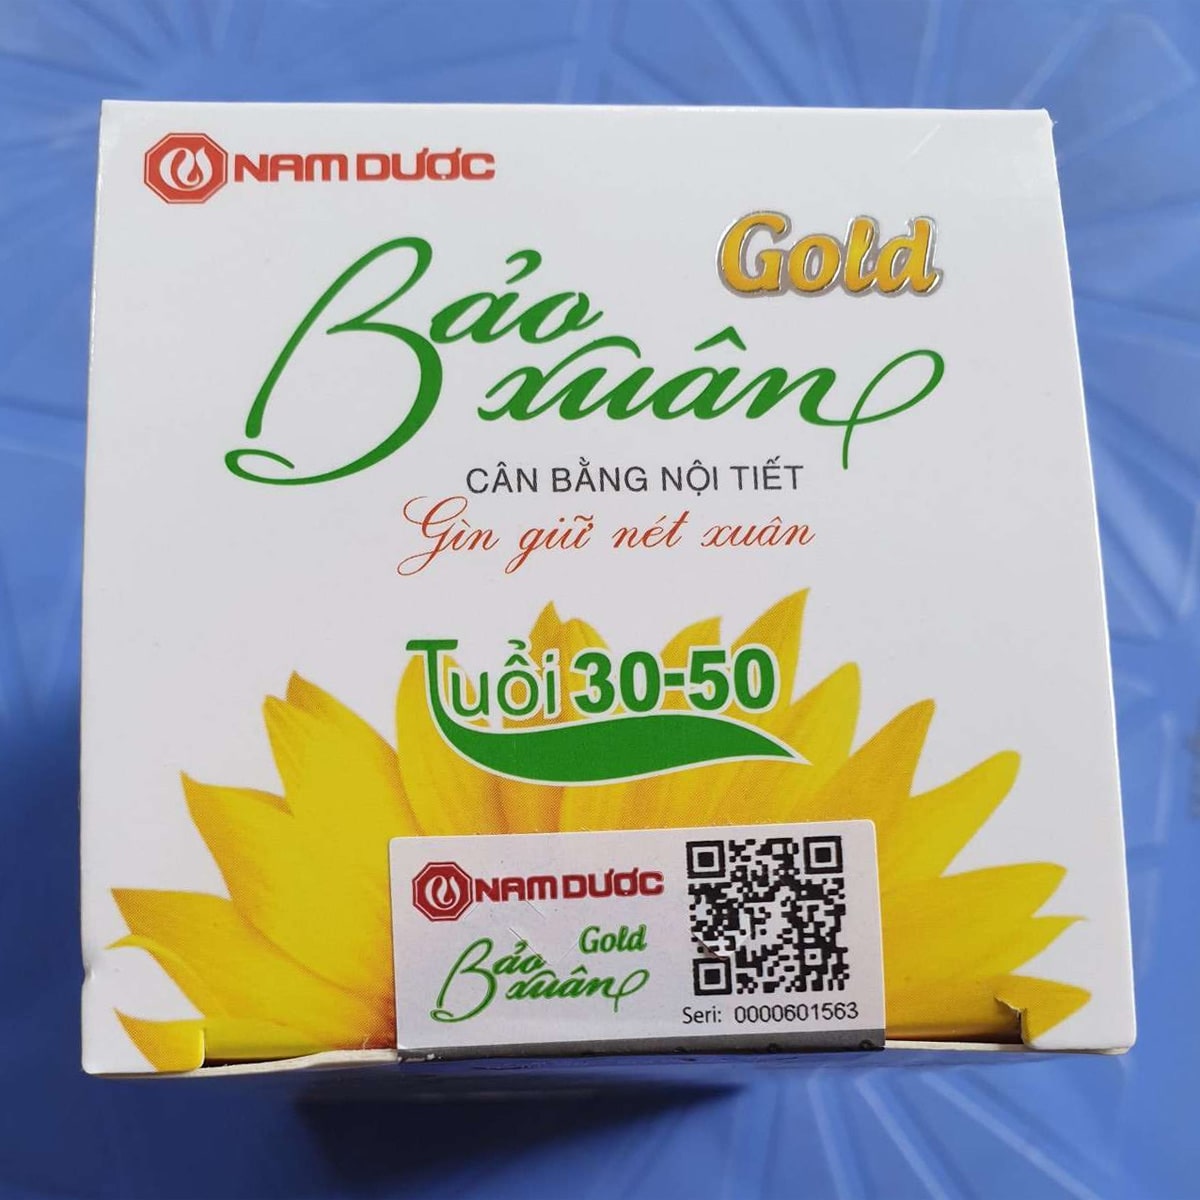 NAM DƯỢC
Gold
Bảo
xuân
CÂN BẰNG NỘI TIẾT
Gìn giữ nét xuân
Tuổi 30-50
NAM DƯỢC
Gold
Bảo
xuân
Seri: 0000601563